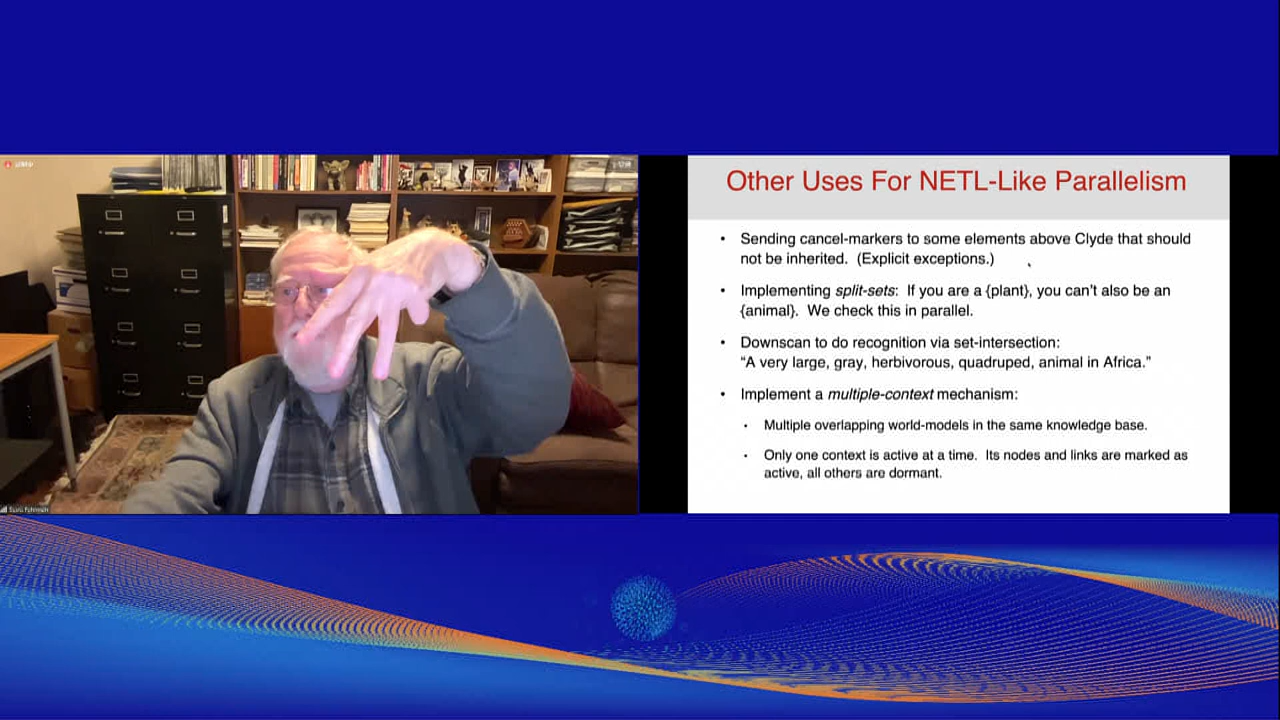 Other Uses For NETL-Like Parallelism
• Sending cancel-markers to some elements above Clyde that should
not be inherited. (Explicit exceptions.)
• Implementing split-sets: If you are a {plant}, you can't also be an
{animal}. We check this in parallel.
• Downscan to do recognition via set-intersection:
“A very large, gray, herbivorous, quadruped, animal in Africa.”
• Implement a multiple-context mechanism:
• Multiple overlapping world-models in the same knowledge base.
• Only one context is active at a time. Its nodes and links are marked as
active, all others are dormant.